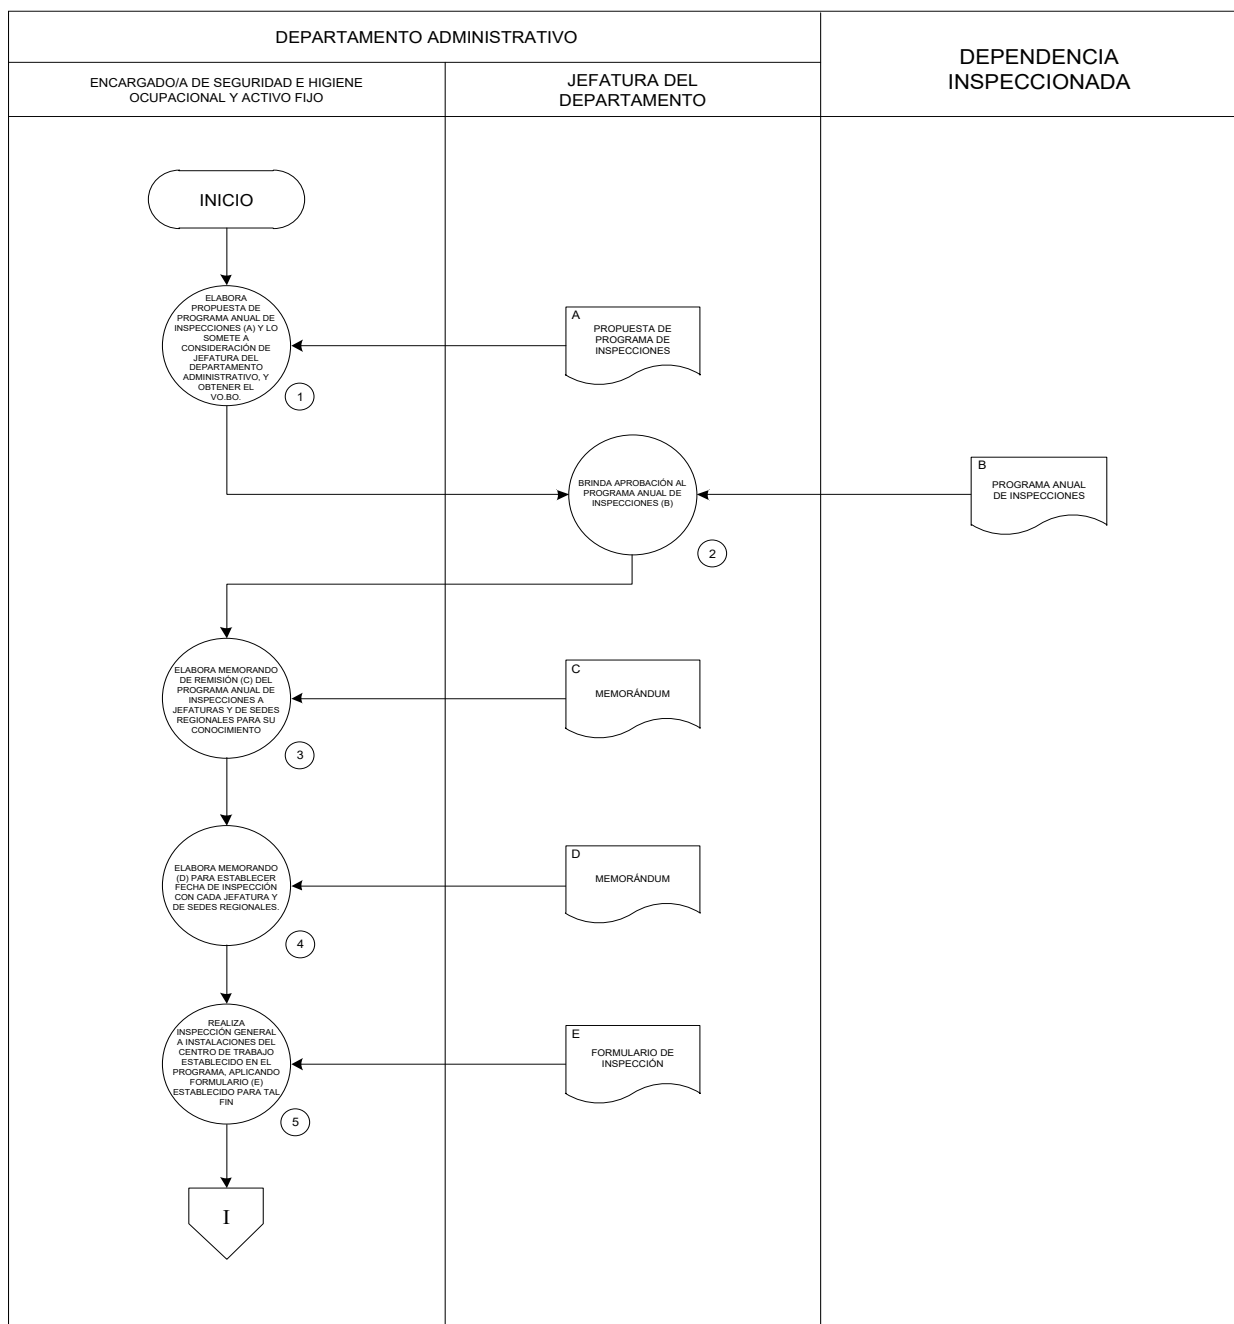 DEPARTAMENTO ADMINISTRATIVO
DEPENDENCIA
INSPECCIONADA
ENCARGADO/A DE SEGURIDAD E HIGIENE
OCUPACIONAL Y ACTIVO FIJO
JEFATURA DEL
DEPARTAMENTO
INICIO
ELABORA
PROPUESTA DE
PROGRAMA ANUAL DE
INSPECCIONES (A) Y LO
SOMETE A
CONSIDERACIÓN DE
JEFATURA DEL
DEPARTAMENTO
ADMINISTRATIVO, Y
OBTENER EL
VO.BO.
1
A
PROPUESTA DE
PROGRAMA DE
INSPECCIONES
BRINDA APROBACIÓN AL
PROGRAMA ANUAL DE
INSPECCIONES (B)
2
B
PROGRAMA ANUAL
DE INSPECCIONES
ELABORA MEMORANDO
DE REMISIÓN (C) DEL
PROGRAMA ANUAL DE
INSPECCIONES A
JEFATURAS Y DE SEDES
REGIONALES PARA SU
CONOCIMIENTO
3
C
MEMORÁNDUM
ELABORA MEMORANDO
(D) PARA ESTABLECER
FECHA DE INSPECCIÓN
CON CADA JEFATURA Y
DE SEDES REGIONALES.
4
D
MEMORÁNDUM
REALIZA
INSPECCIÓN GENERAL
A INSTALACIONES DEL
CENTRO DE TRABAJO
ESTABLECIDO EN EL
PROGRAMA, APLICANDO
FORMULARIO (E)
ESTABLECIDO PARA TAL
FIN
5
E
FORMULARIO DE
INSPECCIÓN
I